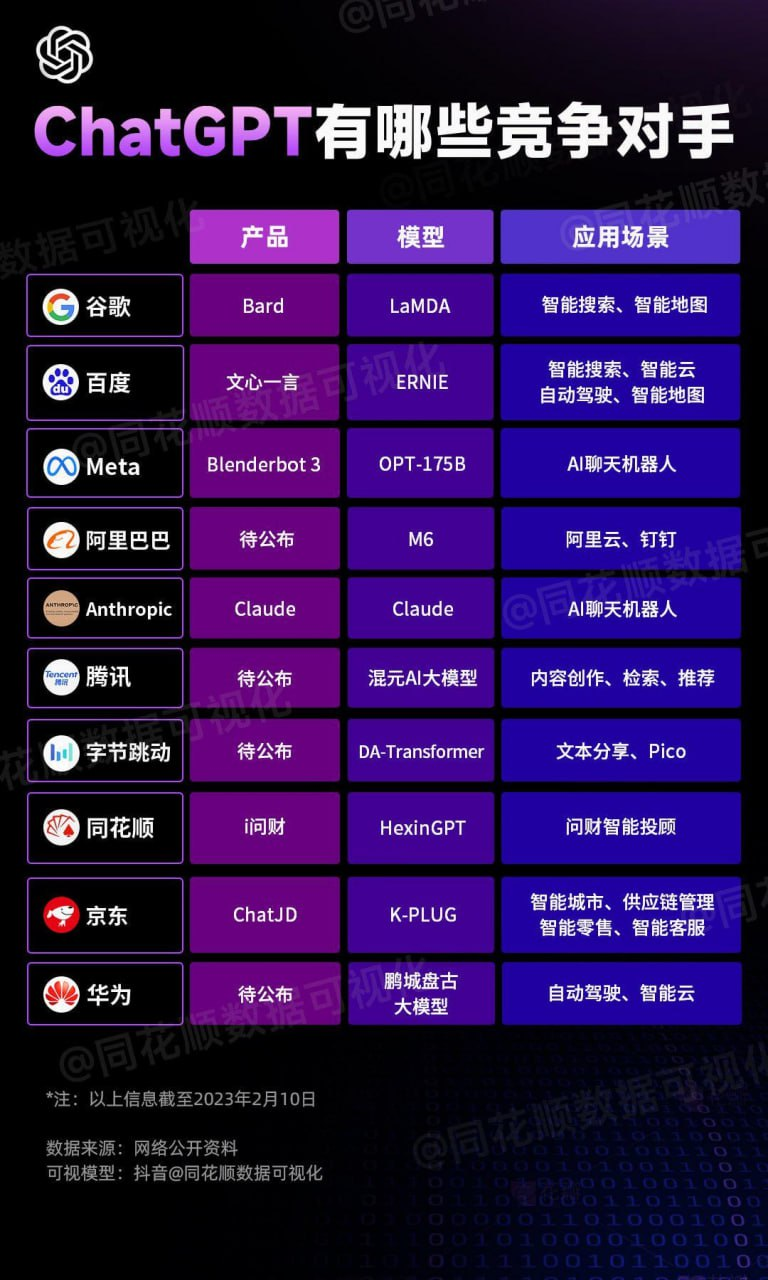 ChatGPT有哪些竞争对手
产品 模型 应用场景
谷歌 Bard LaMDA 智能搜索、智能地图
百度 文心一言 ERNIE 智能搜索、智能云
自动驾驶、智能地图
Meta Blenderbot 3 OPT-175B AI聊天机器人
阿里巴巴 待公布 M6 阿里云、钉钉
ANTHROPIC
Anthropic Claude Claude AI聊天机器人
Tencent
腾讯
腾讯 待公布 混元AI大模型 内容创作、检索、推荐
字节跳动 待公布 DA-Transformer 文本分享、Pico
同花顺 i问财 HexinGPT 问财智能投顾
京东 ChatJD K-PLUG 智能城市、供应链管理
智能零售、智能客服
华为 待公布 鹏城盘古
大模型 自动驾驶、智能云
*注：以上信息截至2023年2月10日
数据来源：网络公开资料
可视模型：抖音@同花顺数据可视化
@同花顺数据可视化